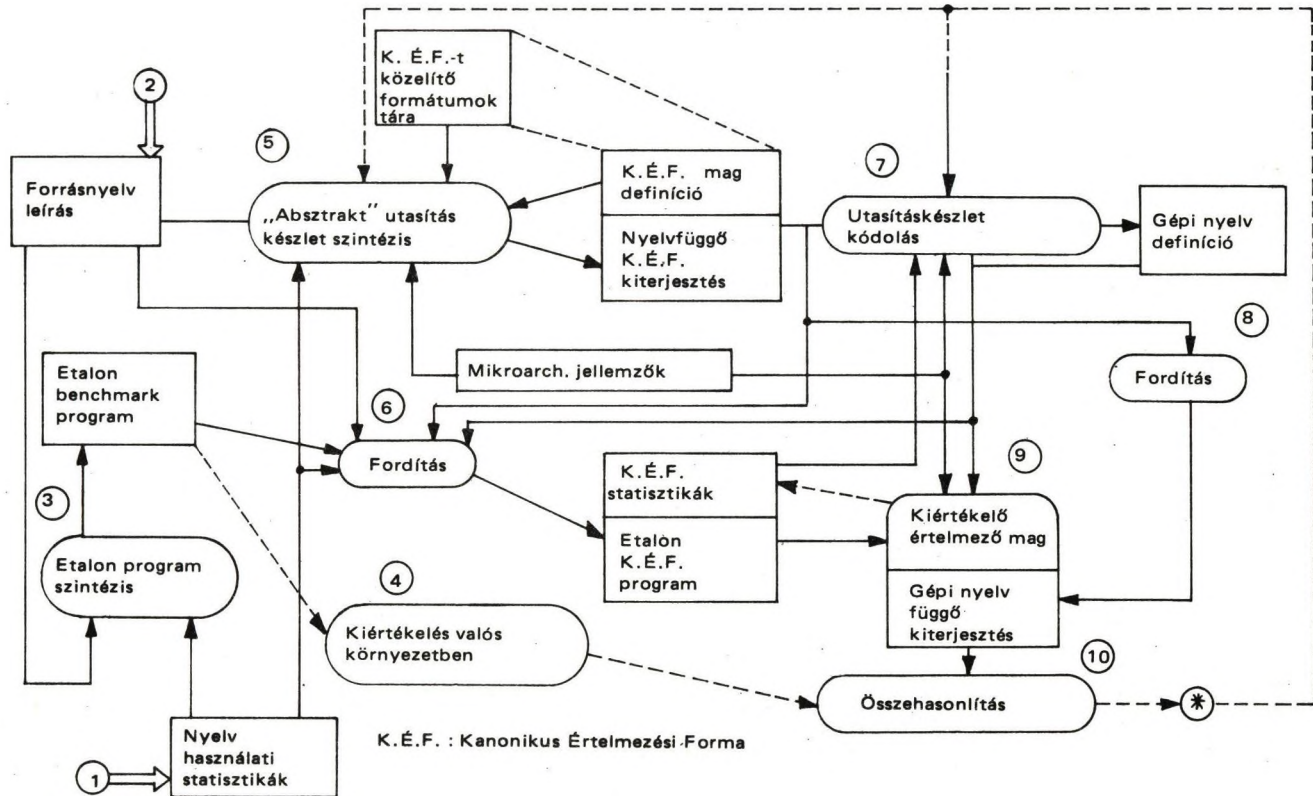 K. É.F.-t
közelítő
formátumok
tára
2
5
Forrásnyelv
leírás
„Absztrakt" utasítás
készlet szintézis
K.É.F. mag
definíció
Nyelvfüggő
K.É.F.
kiterjesztés
7
Utasításkészlet
kódolás
Gépi nyelv
definíció
8
Fordítás
Mikroarch. jellemzők
Etalon
benchmark
program
6
Fordítás
3
Etalon program
szintézis
K.É.F.
statisztikák
Etalon
K.É.F.
program
9
Kiértékelő
értelmező mag
Gépi nyelv
függő
kiterjesztés
4
Kiértékelés valós
környezetben
10
Összehasonlítás
*
1
Nyelv
használati
statisztikák
K.É.F. : Kanonikus Értelmezési Forma